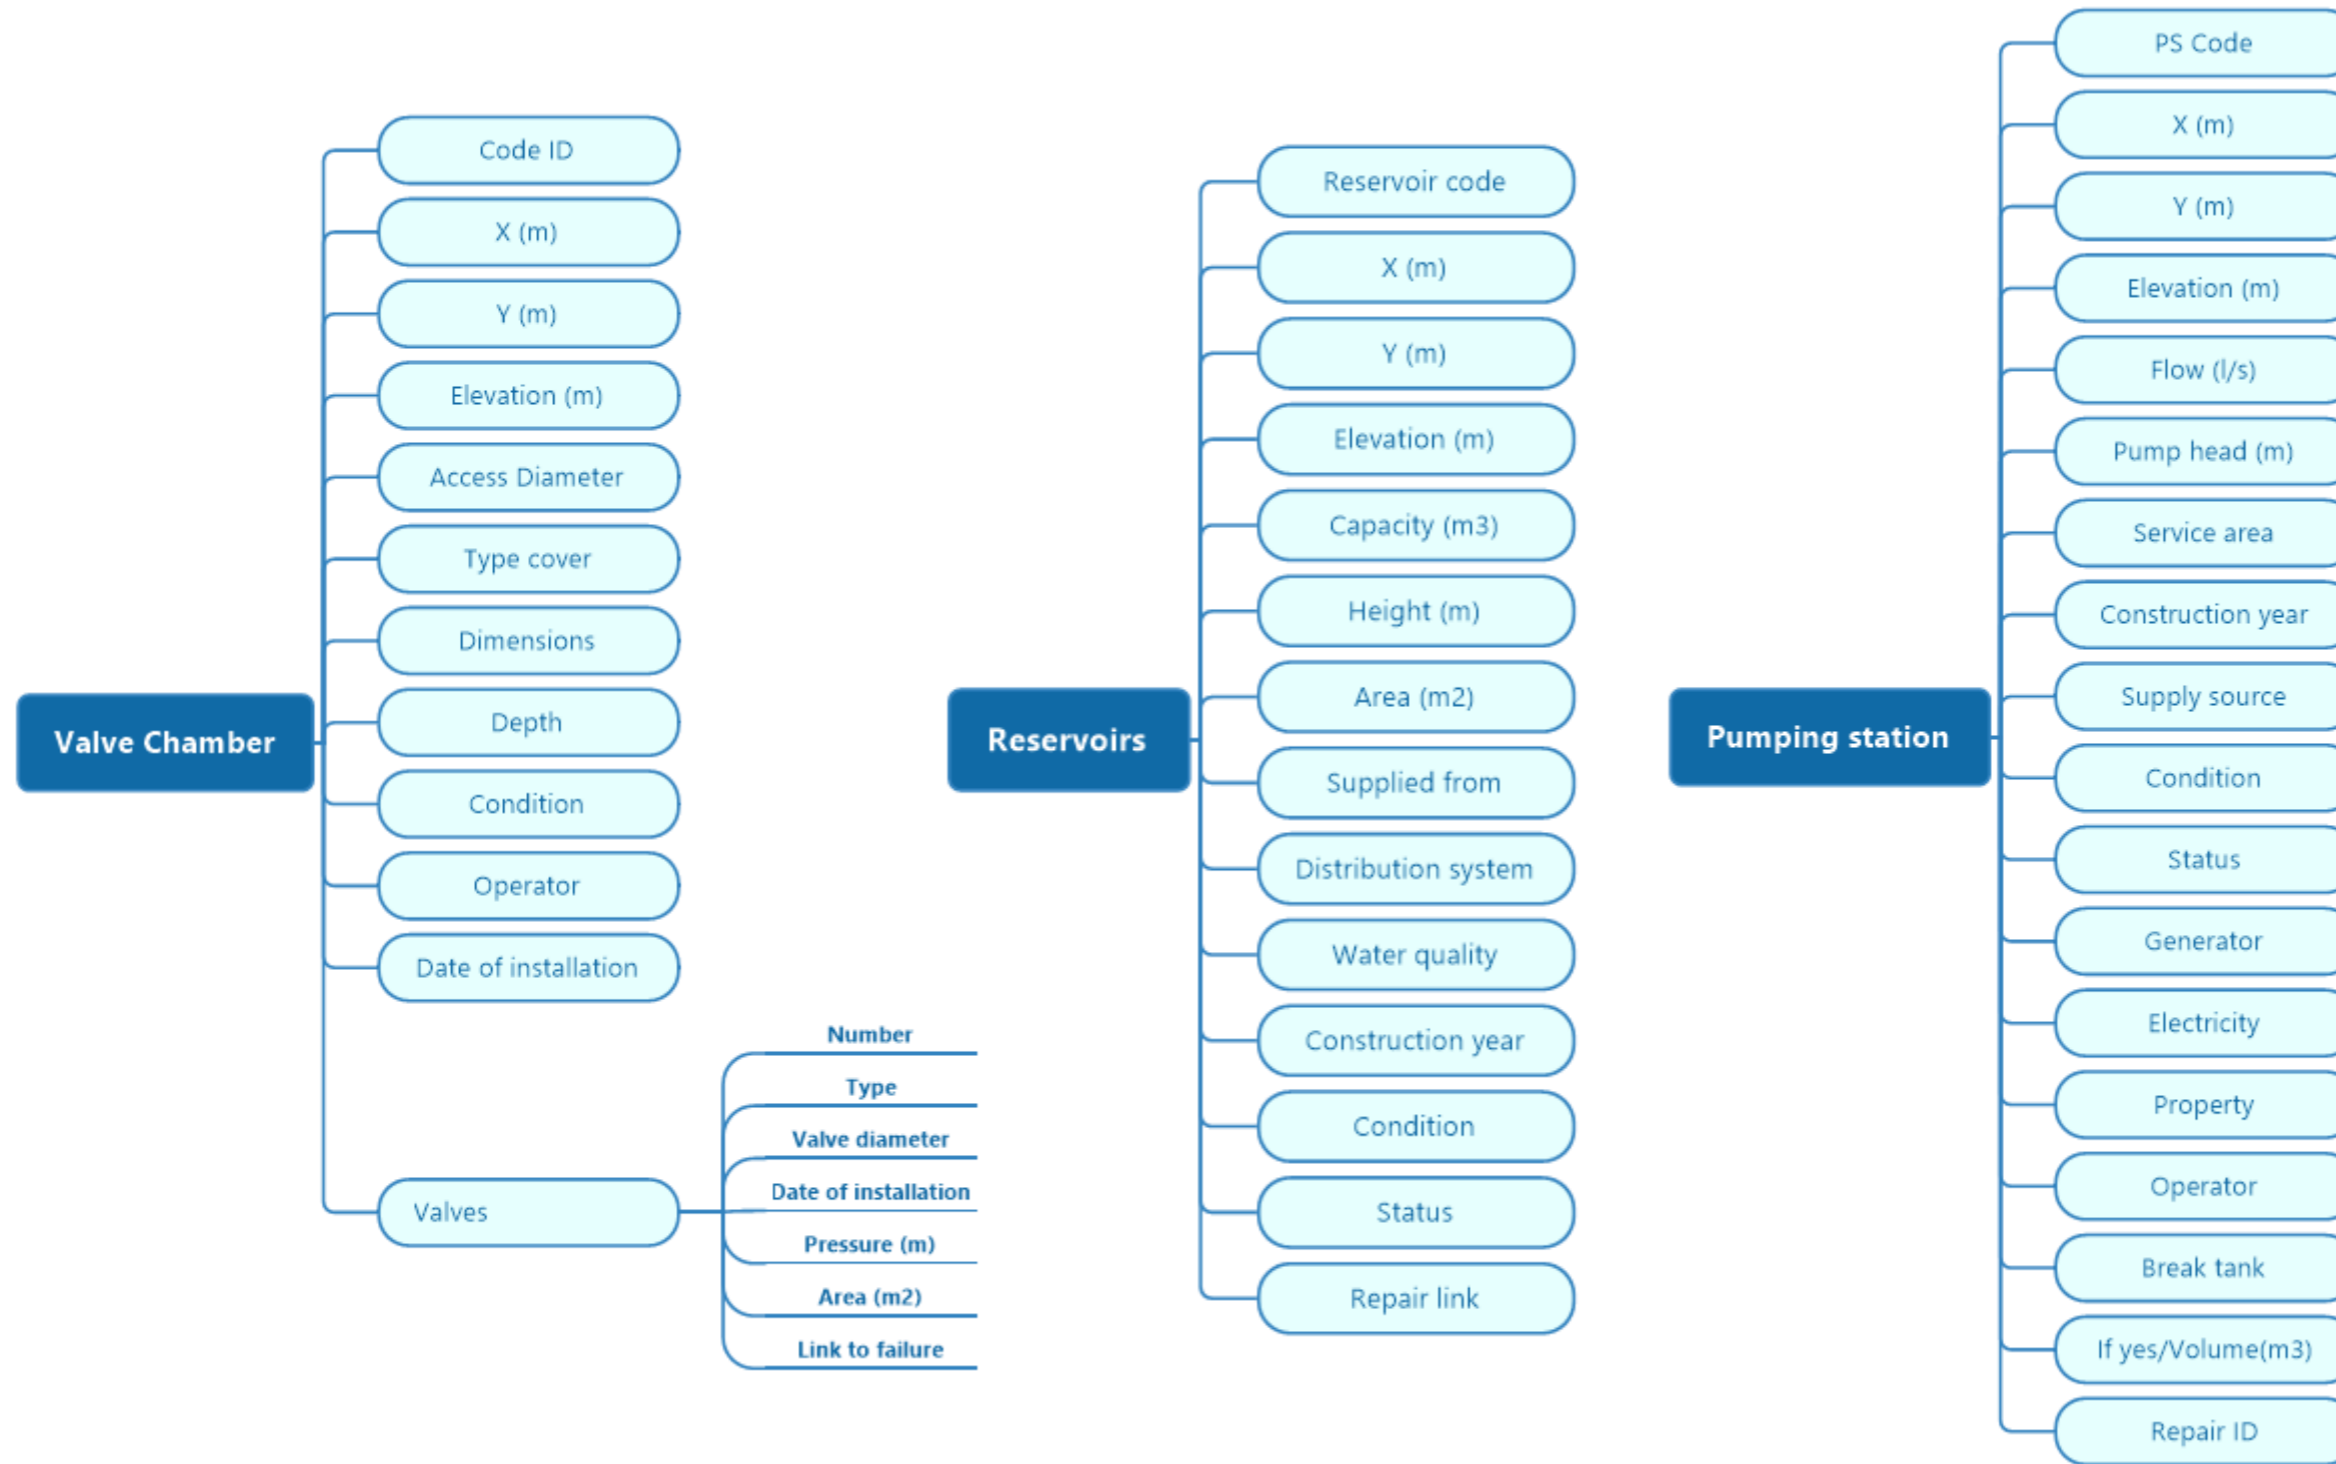 Valve Chamber
Code ID
X (m)
Y (m)
Elevation (m)
Access Diameter
Type cover
Dimensions
Depth
Condition
Operator
Date of installation
Valves
Number
Type
Valve diameter
Date of installation
Pressure (m)
Area (m2)
Link to failure
Reservoirs
Reservoir code
X (m)
Y (m)
Elevation (m)
Capacity (m3)
Height (m)
Area (m2)
Supplied from
Distribution system
Water quality
Construction year
Condition
Status
Repair link
Pumping station
PS Code
X (m)
Y (m)
Elevation (m)
Flow (l/s)
Pump head (m)
Service area
Construction year
Supply source
Condition
Status
Generator
Electricity
Property
Operator
Break tank
If yes/Volume(m3)
Repair ID